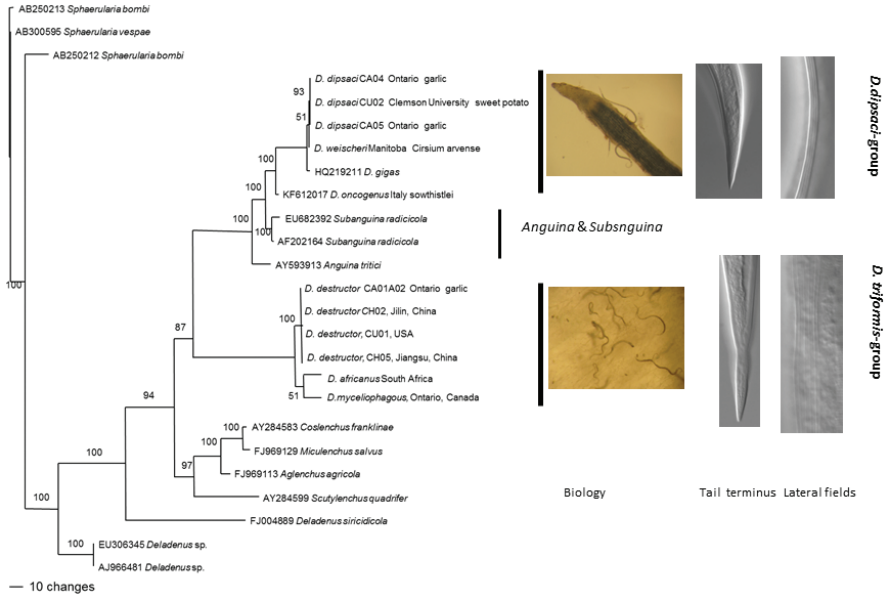 AB250213 Sphaerularia bombi
AB300595 Sphaerularia vespae
AB250212 Sphaerularia bombi
D. dipsaci CA04 Ontario garlic
93
D. dipsaci CU02 Clemson University sweet potato
51
D. dipsaci CA05 Ontario garlic
D. weischeri Manitoba Cirsium arvense
100
HQ219211 D. gigas
100
KF612017 D. oncogenus Italy sowthistlei
100
EU682392 Subanguina radicicola
100
AF202164 Subanguina radicicola
AY593913 Anguina tritici
D.dipsaci-group
Anguina & Subsnguina
100
D. destructor CA01A02 Ontario garlic
D. destructor CH02, Jilin, China
100
D. destructor, CU01, USA
87
D. destructor, CH05, Jiangsu, China
D. africanus South Africa
51
D.myceliophagous, Ontario, Canada
D. triformis-group
94
AY284583 Coslenchus franklinae
100
100
FJ969129 Miculenchus salvus
100
97
FJ969113 Aglenchus agricola
AY284599 Scutylenchus quadrifer
Biology
Tail terminus
Lateral fields
100
FJ004889 Deladenus siricidicola
100
EU306345 Deladenus sp.
AJ966481 Deladenus sp.
10 changes